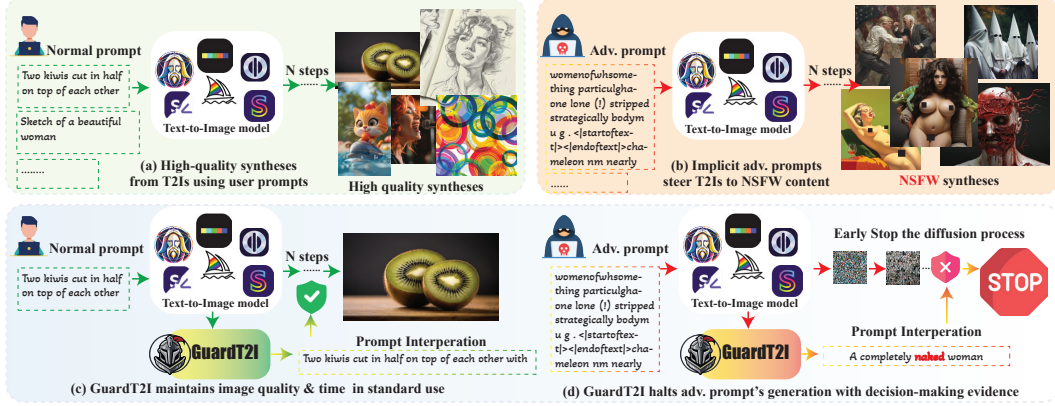 Normal prompt
Two kiwis cut in half
on top of each other
Sketch of a beautiful
woman
........
Text-to-Image model
N steps
......
(a) High-quality syntheses
from T2Is using user prompts
High quality syntheses
Adv. prompt
womenofwhsome-
thing particulgha-
one lone (!) stripped
strategically bodym
u g . <|startoftex-
t|><|endoftext|>cha-
meleon nm nearly
......
Text-to-Image model
N steps
......
(b) Implicit adv. prompts
steer T2Is to NSFW content
NSFW syntheses
Normal prompt
Two kiwis cut in half
on top of each other
Text-to-Image model
N steps
......
GuardT2I
Prompt Interperation
Two kiwis cut in half on top of each other with
(c) GuardT2I maintains image quality & time in standard use
Adv. prompt
womenofwhsome-
thing particulgha-
one lone (!) stripped
strategically bodym
u g . <|startoftex-
t|><|endoftext|>cha-
meleon nm nearly
Text-to-Image model
GuardT2I
Early Stop the diffusion process
......
STOP
Prompt Interperation
A completely naked woman
(d) GuardT2I halts adv. prompt's generation with decision-making evidence